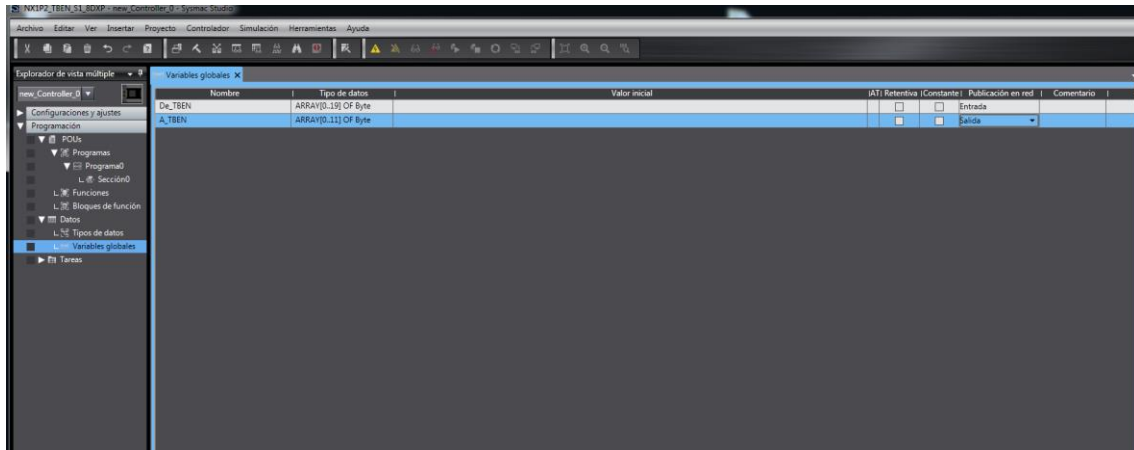 NX1P2_TBEN_S1_8DXP - new_Controller_0 - Sysmac Studio
Archivo Editar Ver Insertar Proyecto Controlador Simulación Herramientas Ayuda
Explorador de vista múltiple
new_Controller_0
Configuraciones y ajustes
Programación
POUs
Programas
Programa0
Sección0
Funciones
Bloques de función
Datos
Tipos de datos
Variables globales
Tareas
Variables globales
Nombre Tipo de datos Valor inicial AT Retentiva Constante Publicación en red Comentario
De_TBEN ARRAY[0..19] OF Byte Entrada
A_TBEN ARRAY[0..11] OF Byte Salida